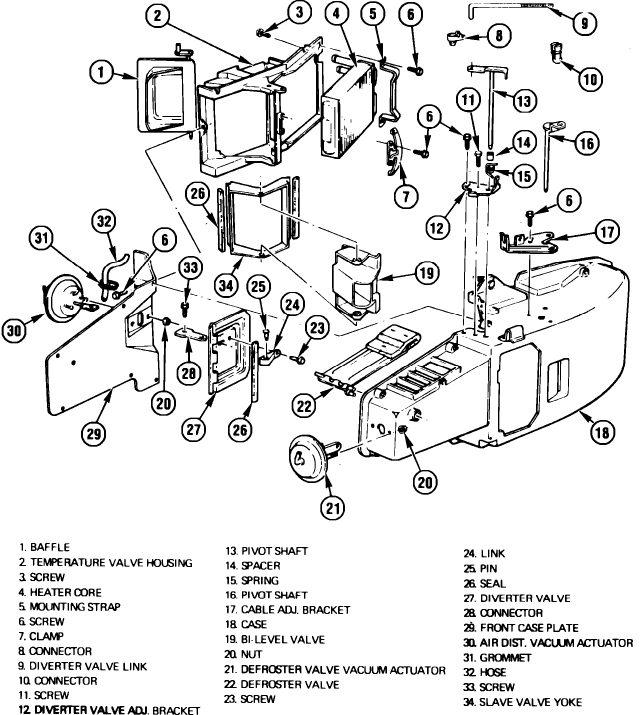 1
2
3
4
5
6
8
9
10
11
6
13
14
15
16
6
7
12
6
17
26
32
31
6
33
34
19
25
24
23
30
20
28
29
27
26
22
21
20
18
1. BAFFLE
2. TEMPERATURE VALVE HOUSING
3. SCREW
4. HEATER CORE
5. MOUNTING STRAP
6. SCREW
7. CLAMP
8. CONNECTOR
9. DIVERTER VALVE LINK
10. CONNECTOR
11. SCREW
12. DIVERTER VALVE ADJ. BRACKET
13. PIVOT SHAFT
14. SPACER
15. SPRING
16. PIVOT SHAFT
17. CABLE ADJ. BRACKET
18. CASE
19. BI-LEVEL VALVE
20. NUT
21. DEFROSTER VALVE VACUUM ACTUATOR
22. DEFROSTER VALVE
23. SCREW
24. LINK
25. PIN
26. SEAL
27. DIVERTER VALVE
28. CONNECTOR
29. FRONT CASE PLATE
30. AIR DIST. VACUUM ACTUATOR
31. GROMMET
32. HOSE
33. SCREW
34. SLAVE VALVE YOKE